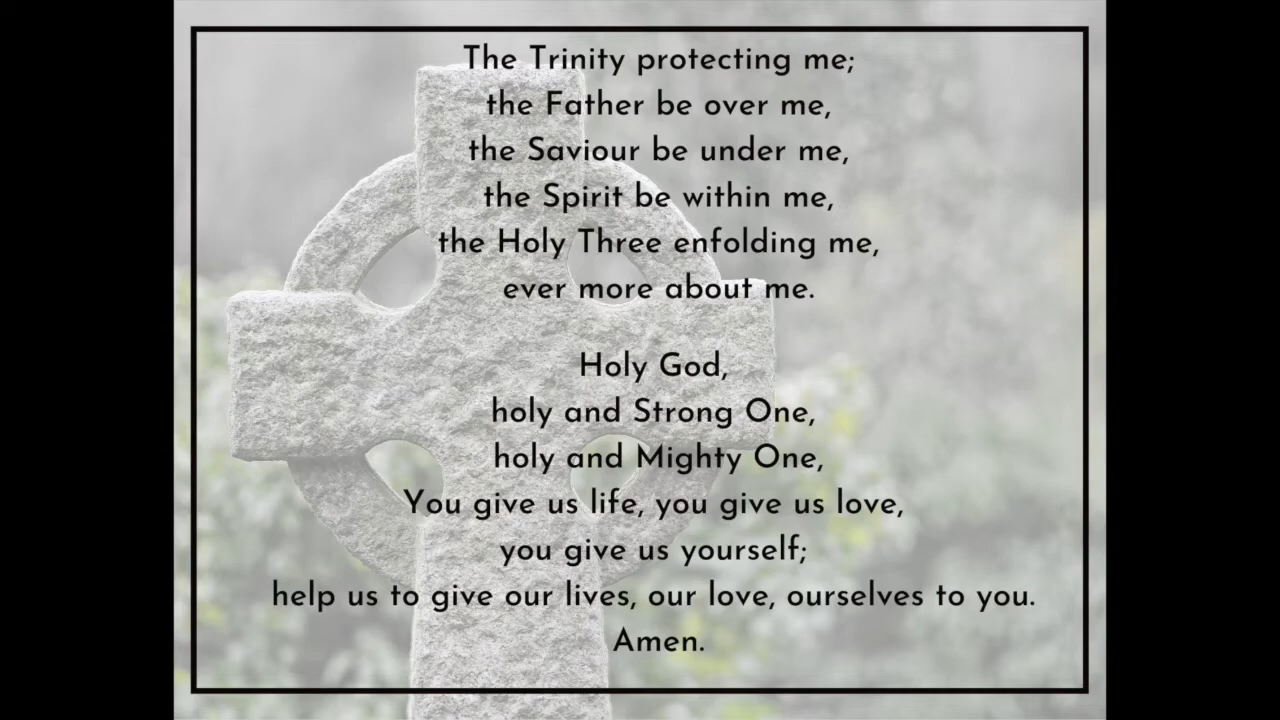 The Trinity protecting me;
the Father be over me,
the Saviour be under me,
the Spirit be within me,
the Holy Three enfolding me,
ever more about me.
Holy God,
holy and Strong One,
holy and Mighty One,
You give us life, you give us love,
you give us yourself;
help us to give our lives, our love, ourselves to you.
Amen.